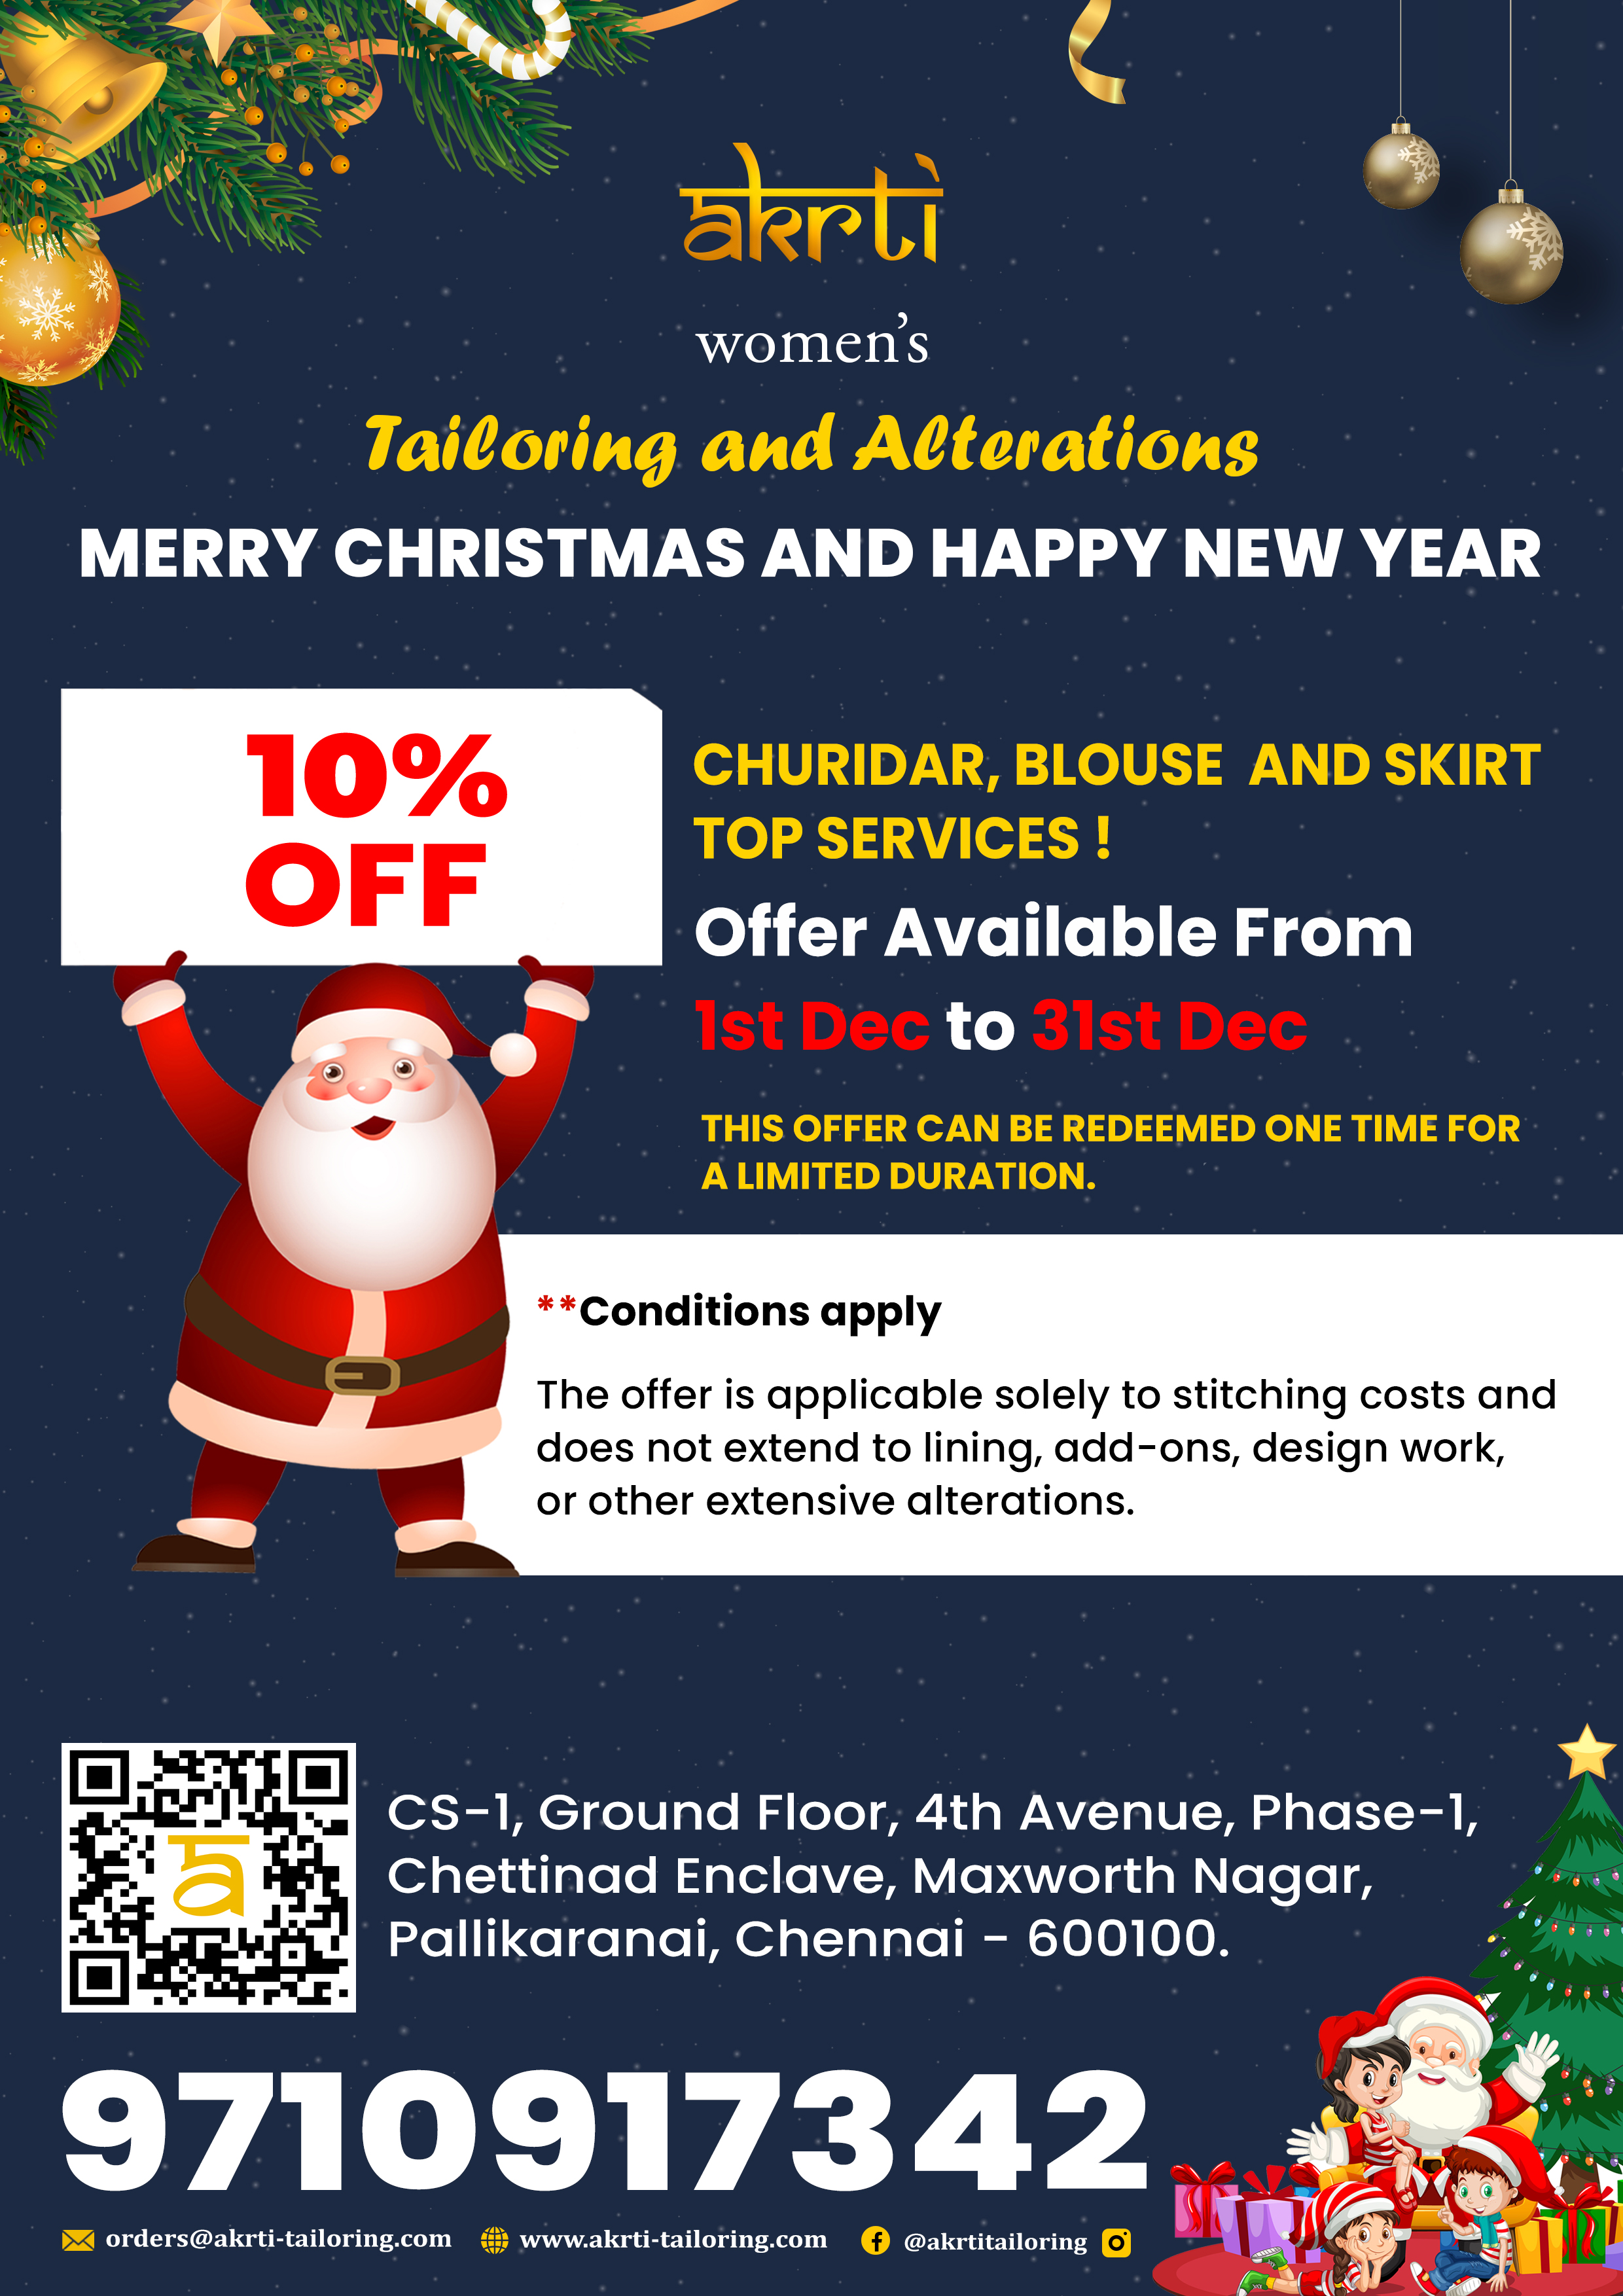 akrti
women's
Tailoring and Alterations
MERRY CHRISTMAS AND HAPPY NEW YEAR
10%
OFF
CHURIDAR, BLOUSE AND SKIRT
TOP SERVICES !
Offer Available From
1st Dec to 31st Dec
THIS OFFER CAN BE REDEEMED ONE TIME FOR
A LIMITED DURATION.
**Conditions apply
The offer is applicable solely to stitching costs and
does not extend to lining, add-ons, design work,
or other extensive alterations.
a
CS-1, Ground Floor, 4th Avenue, Phase-1,
Chettinad Enclave, Maxworth Nagar,
Pallikaranai, Chennai - 600100.
9710917342
orders@akrti-tailoring.com www.akrti-tailoring.com @akrtitailoring